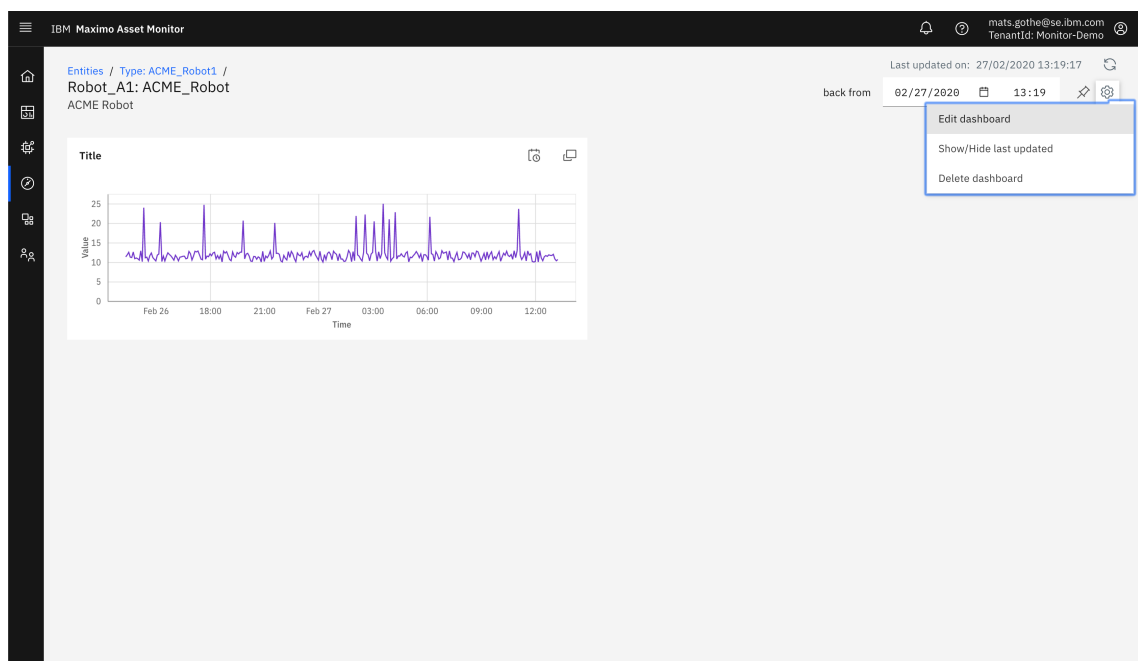 IBM Maximo Asset Monitor
mats.gothe@se.ibm.com
TenantId: Monitor-Demo
Entities / Type: ACME_Robot1 /
Robot_A1: ACME_Robot
ACME Robot
Last updated on: 27/02/2020 13:19:17
back from 02/27/2020 13:19
Edit dashboard
Show/Hide last updated
Delete dashboard
Title
25
20
15
10
5
0
Value
Feb 26 18:00 21:00 Feb 27 03:00 06:00 09:00 12:00
Time